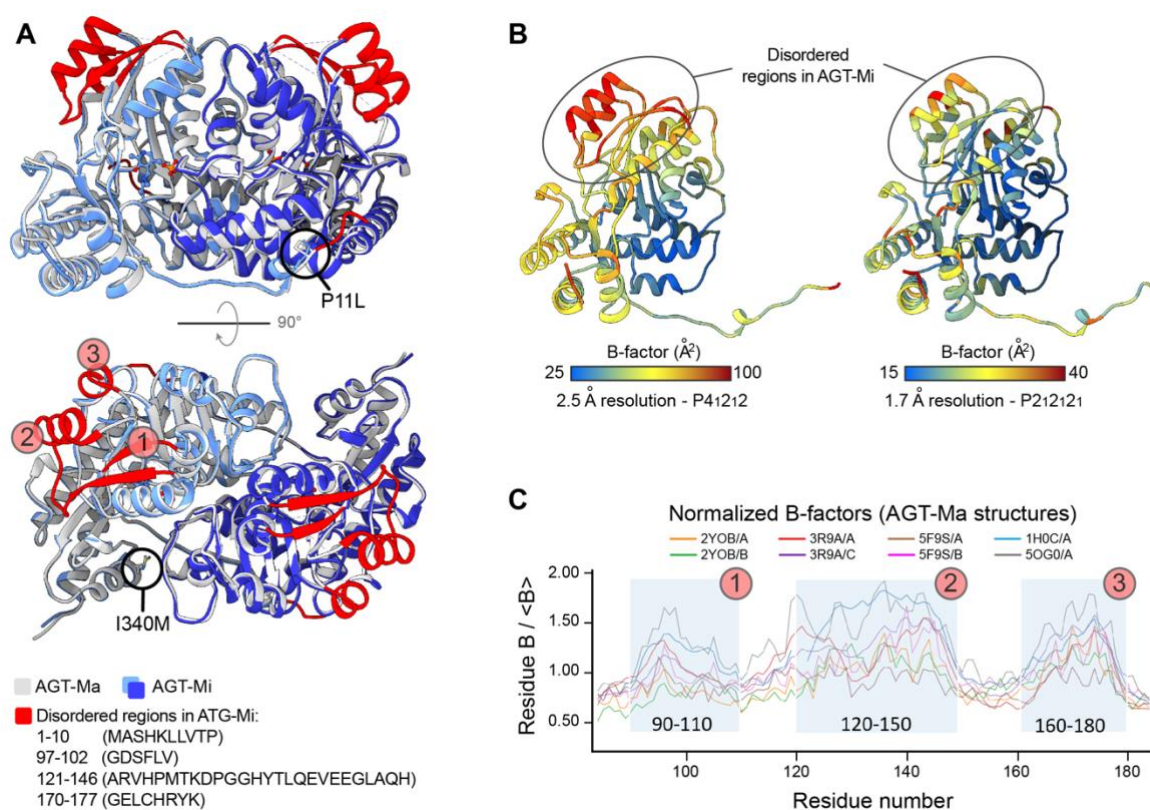 A
P11L
90°
3
2
1
I340M
AGT-Ma AGT-Mi
Disordered regions in ATG-Mi:
1-10 (MASHKLLVTP)
97-102 (GDSFLV)
121-146 (ARVHPMTKDPGGHYTLQEVEEGLAQH)
170-177 (GELCHRYK)
B
Disordered
regions in AGT-Mi
B-factor (Å²)
25 100
2.5 Å resolution - P41212
B-factor (Å²)
15 40
1.7 Å resolution - P212121
C
Normalized B-factors (AGT-Ma structures)
2YOB/A 3R9A/A 5F9S/A 1H0C/A
2YOB/B 3R9A/C 5F9S/B 5OG0/A
Residue B / <B>
2.00
1.50
1.00
0.50
1 2 3
90-110 120-150 160-180
100 120 140 160 180
Residue number